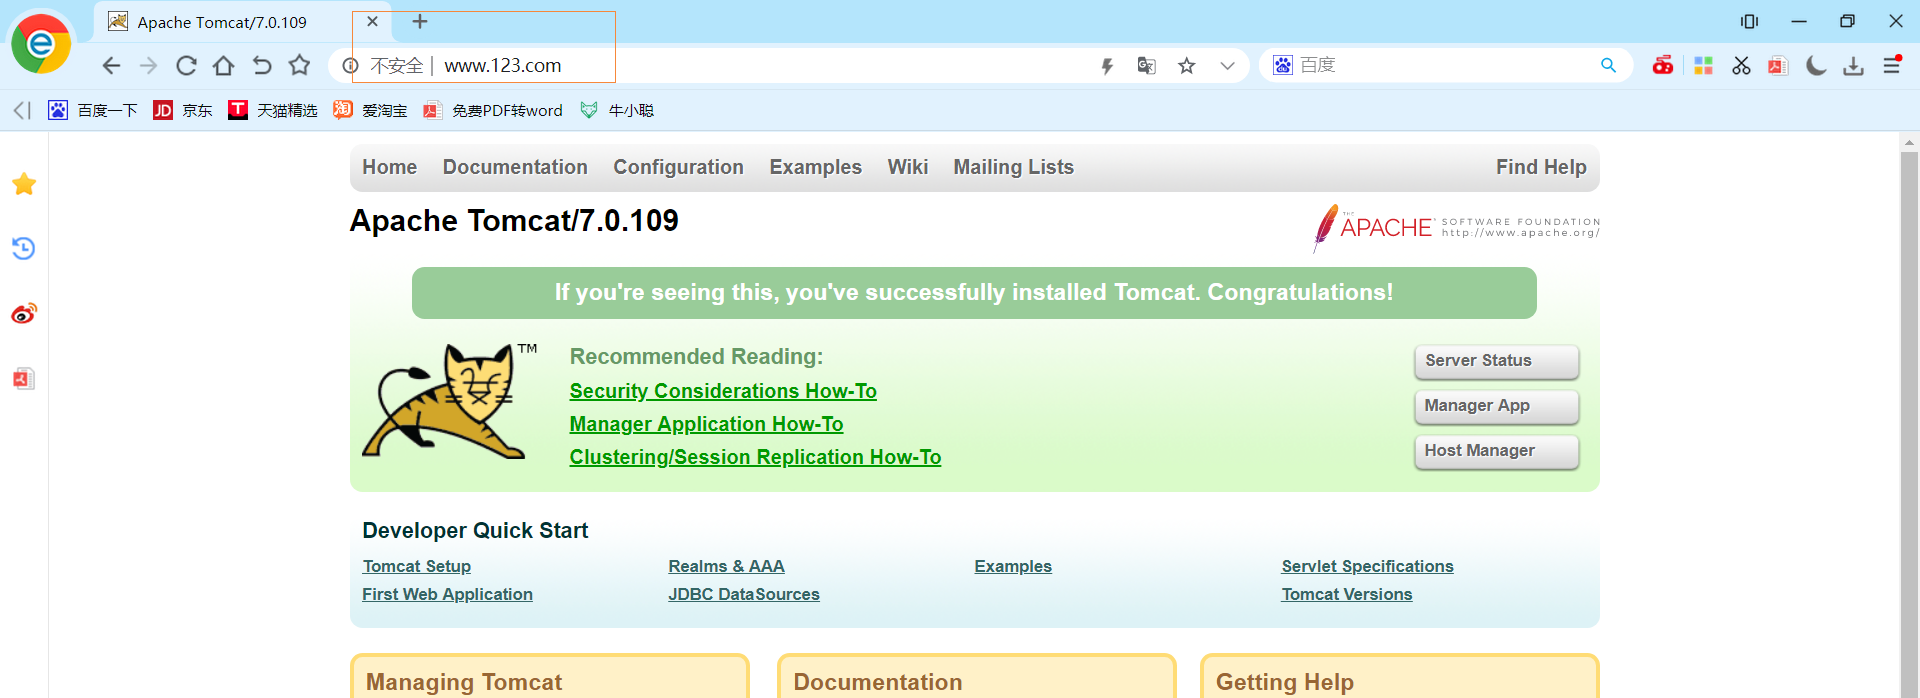 Apache Tomcat/7.0.109
不安全 | www.123.com
百度
百度一下 JD 京东 T 天猫精选 淘 爱淘宝 免费PDF转word 牛小聪
Home Documentation Configuration Examples Wiki Mailing Lists Find Help
Apache Tomcat/7.0.109
THE APACHE SOFTWARE FOUNDATION
http://www.apache.org/
If you're seeing this, you've successfully installed Tomcat. Congratulations!
TM
Recommended Reading:
Security Considerations How-To
Manager Application How-To
Clustering/Session Replication How-To
Server Status
Manager App
Host Manager
Developer Quick Start
Tomcat Setup
First Web Application
Realms & AAA
JDBC DataSources
Examples
Servlet Specifications
Tomcat Versions
Managing Tomcat
Documentation
Getting Help